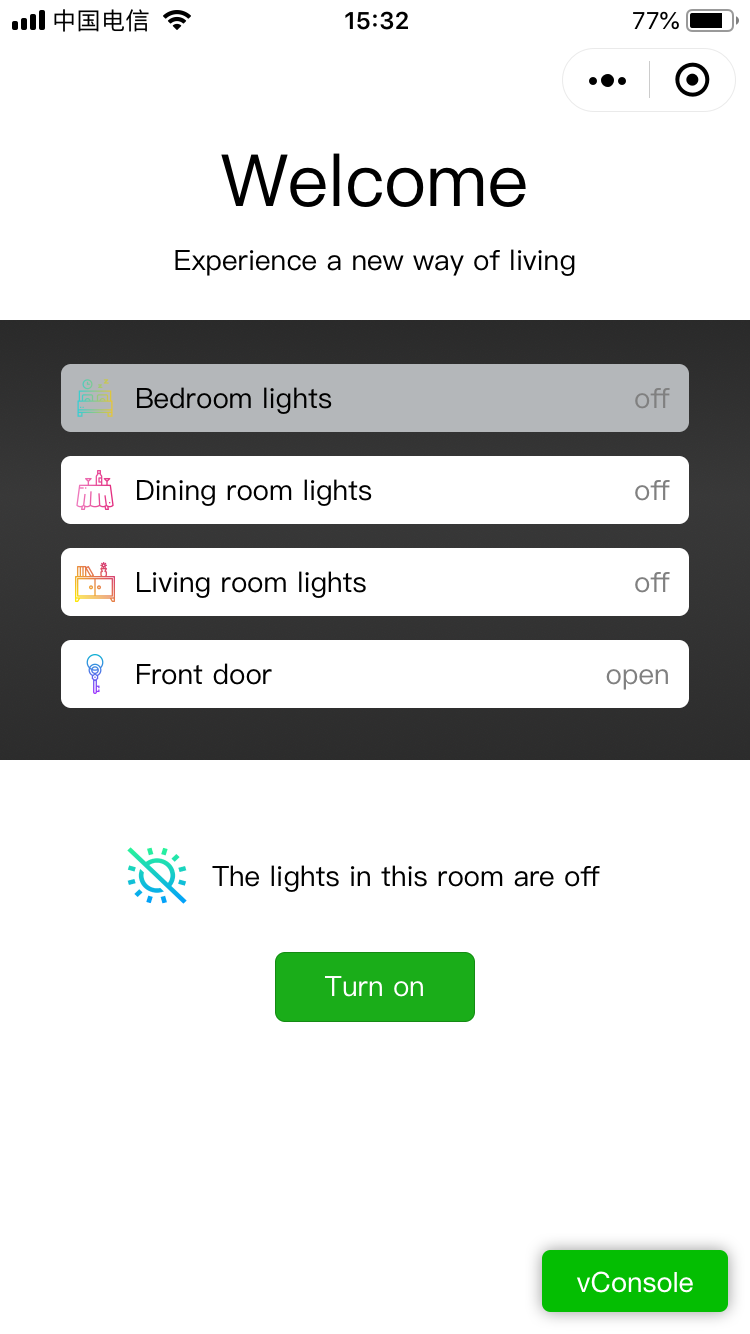 中国电信 15:32 77%
Welcome
Experience a new way of living
Bedroom lights off
Dining room lights off
Living room lights off
Front door open
The lights in this room are off
Turn on
vConsole